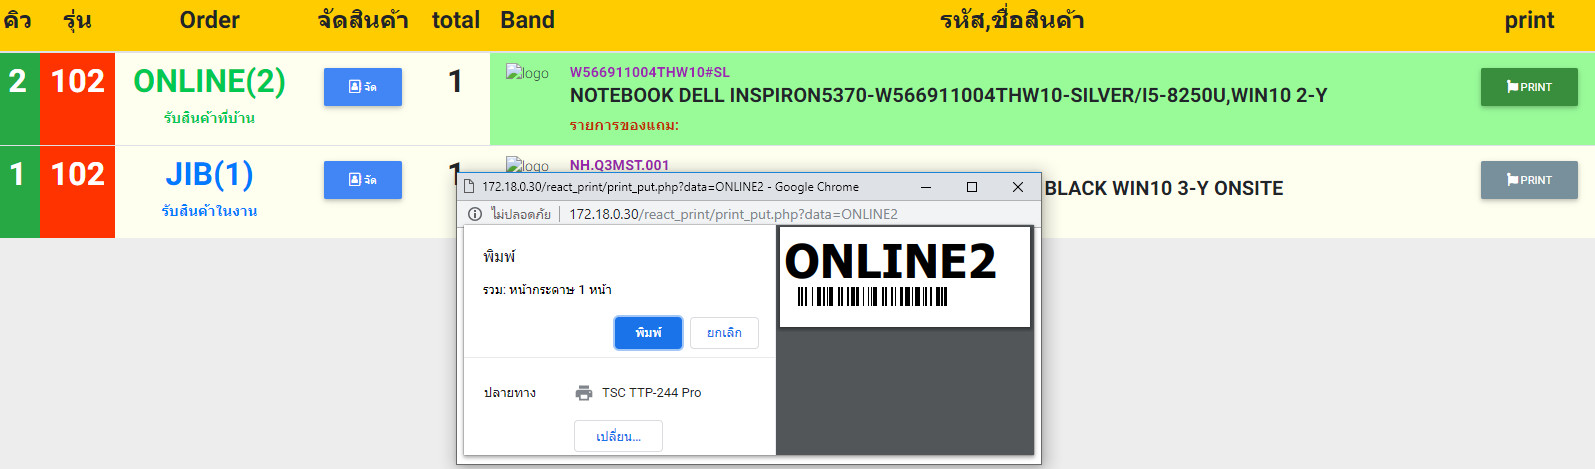 คิว รุ่น Order จัดสินค้า total Band รหัส,ชื่อสินค้า print
2 102 ONLINE(2) จัด 1 logo W566911004THW10#SL PRINT
NOTEBOOK DELL INSPIRON5370-W566911004THW10-SILVER/I5-8250U,WIN10 2-Y
รับสินค้าที่บ้าน รายการของแถม:
1 102 JIB(1) จัด 1 logo NH.Q3MST.001 PRINT
BLACK WIN10 3-Y ONSITE
รับสินค้าในงาน
172.18.0.30/react_print/print_put.php?data=ONLINE2 - Google Chrome
ไม่ปลอดภัย 172.18.0.30/react_print/print_put.php?data=ONLINE2
พิมพ์
รวม: หน้ากระดาษ 1 หน้า
พิมพ์ ยกเลิก
ปลายทาง TSC TTP-244 Pro
เปลี่ยน...
ONLINE2